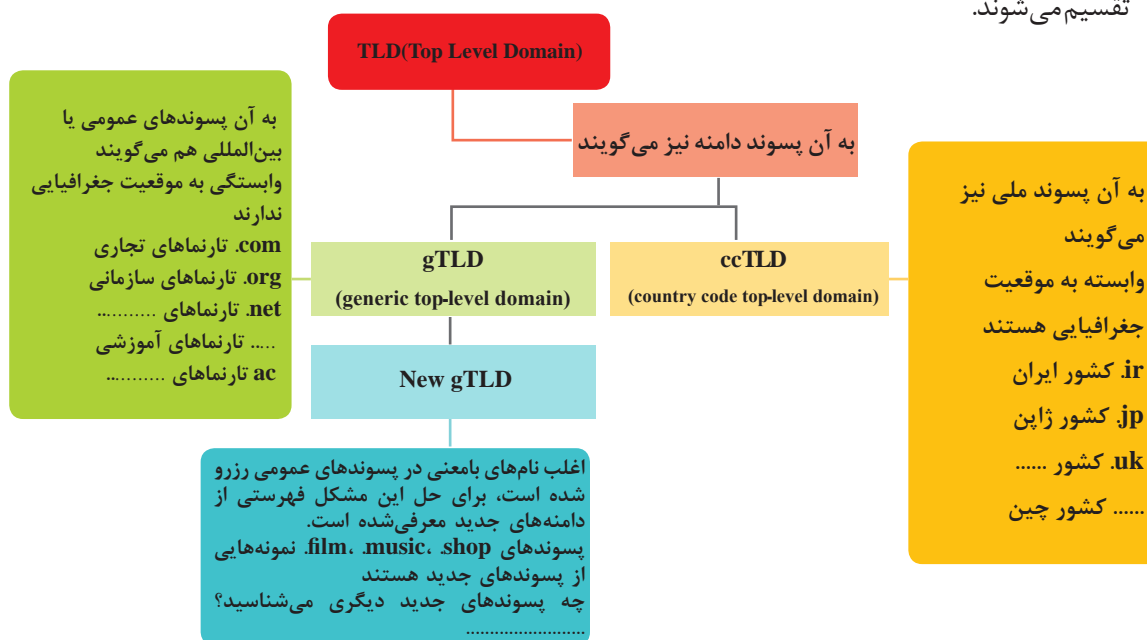 تقسیم می‌شوند.
TLD(Top Level Domain)
به آن پسوند دامنه نیز می‌گویند
به آن پسوندهای عمومی یا
بین‌المللی هم می‌گویند
وابستگی به موقعیت جغرافیایی
ندارند
.com تارنماهای تجاری
.org تارنماهای سازمانی
.net تارنماهای ...........
..... تارنماهای آموزشی
ac تارنماهای ...........
gTLD
(generic top-level domain)
ccTLD
(country code top-level domain)
به آن پسوند ملی نیز
می‌گویند
وابسته به موقعیت
جغرافیایی هستند
.ir کشور ایران
.jp کشور ژاپن
.uk کشور ......
...... کشور چین
New gTLD
اغلب نام‌های بامعنی در پسوندهای عمومی رزرو
شده است، برای حل این مشکل فهرستی از
دامنه‌های جدید معرفی‌شده است.
پسوندهای .shop ،.music ،.film نمونه‌هایی
از پسوندهای جدید هستند
چه پسوندهای جدید دیگری می‌شناسید؟
.........................